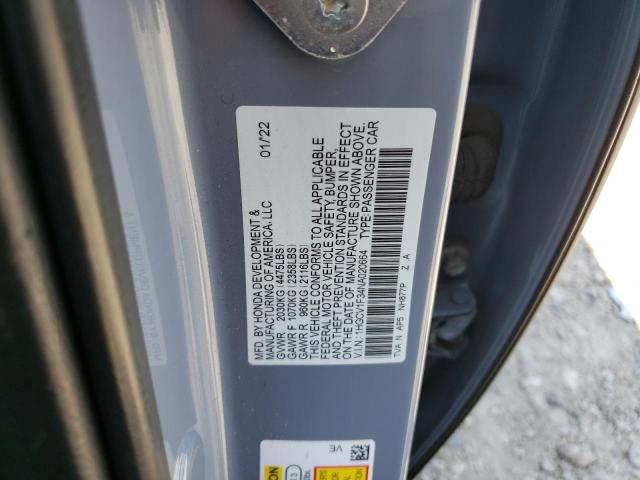 MFD. BY HONDA DEVELOPMENT &
MANUFACTURING OF AMERICA, LLC 01/'22
GVWR 2030KG(4475LBS)
GAWR F 1070KG(2358LBS)
GAWR R 960KG(2116LBS)
THIS VEHICLE CONFORMS TO ALL APPLICABLE
FEDERAL MOTOR VEHICLE SAFETY, BUMPER,
AND THEFT PREVENTION STANDARDS IN EFFECT
ON THE DATE OF MANUFACTURE SHOWN ABOVE.
V.I.N.:1HGCV1F34NA020664 TYPE:PASSENGER CAR
TVA N AP5 NH877P Z A
VE